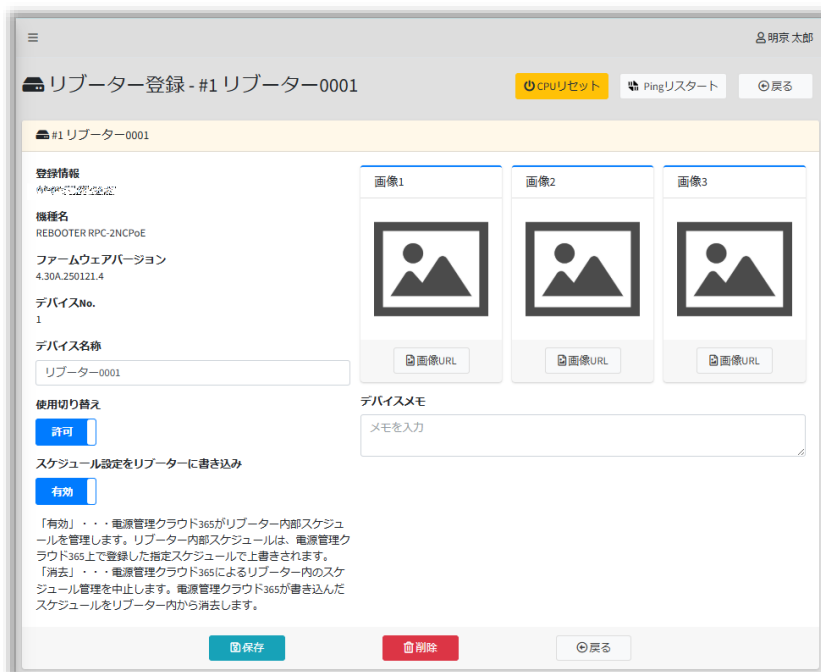 明京 太郎
リブーター登録 - #1 リブーター0001
CPUリセット
Pingリスタート
戻る
#1 リブーター0001
登録情報
機種名
REBOOTER RPC-2NCPoE
ファームウェアバージョン
4.30A.250121.4
デバイスNo.
1
デバイス名称
リブーター0001
使用切り替え
許可
スケジュール設定をリブーターに書き込み
有効
「有効」・・・電源管理クラウド365がリブーター内部スケジュ
ールを管理します。リブーター内部スケジュールは、電源管理ク
ラウド365上で登録した指定スケジュールで上書きされます。
「消去」・・・電源管理クラウド365によるリブーター内のスケ
ジュール管理を中止します。電源管理クラウド365が書き込んだ
スケジュールをリブーター内から消去します。
画像1
画像2
画像3
画像URL
画像URL
画像URL
デバイスメモ
メモを入力
保存
削除
戻る